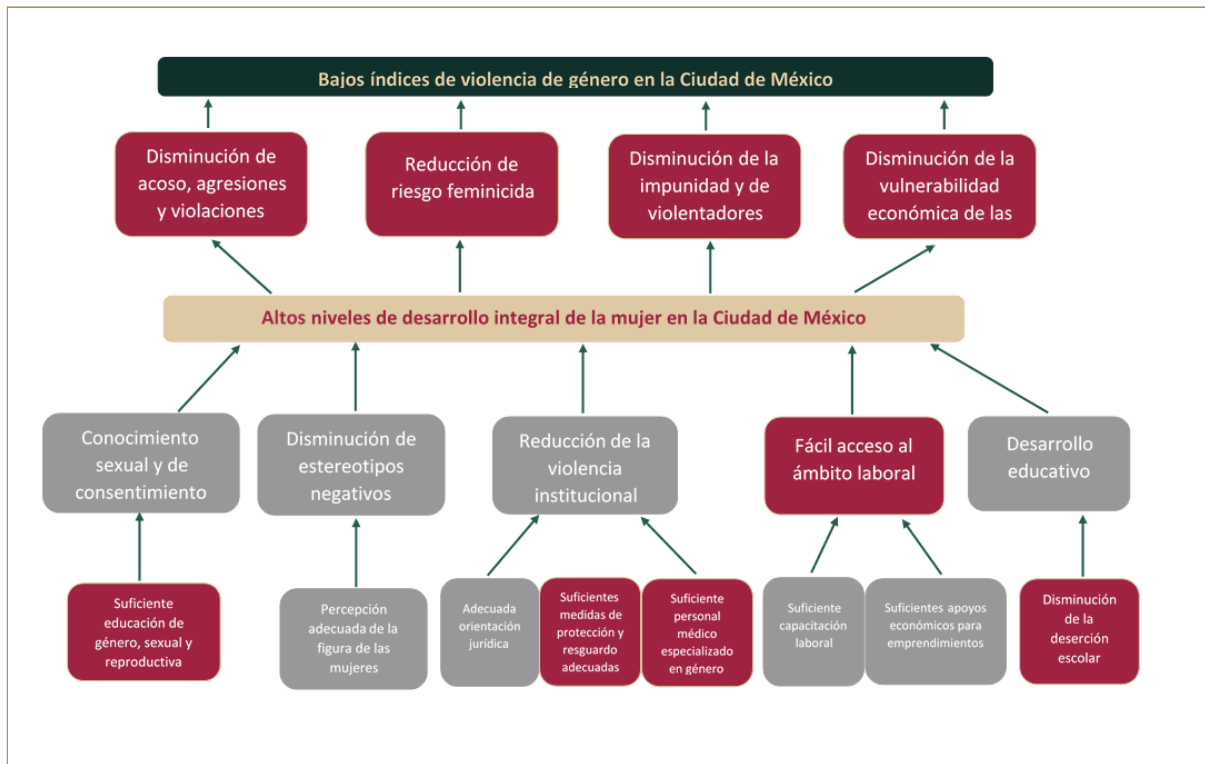 Bajos índices de violencia de género en la Ciudad de México
Disminución de
acoso, agresiones
y violaciones
Reducción de
riesgo feminicida
Disminución de la
impunidad y de
violentadores
Disminución de la
vulnerabilidad
económica de las
Altos niveles de desarrollo integral de la mujer en la Ciudad de México
Conocimiento
sexual y de
consentimiento
Disminución de
estereotipos
negativos
Reducción de la
violencia
institucional
Fácil acceso al
ámbito laboral
Desarrollo
educativo
Suficiente
educación de
género, sexual y
reproductiva
Percepción
adecuada de la
figura de las
mujeres
Adecuada
orientación
jurídica
Suficientes
medidas de
protección y
resguardo
adecuadas
Suficiente
personal
médico
especializado
en género
Suficiente
capacitación
laboral
Suficientes apoyos
económicos para
emprendimientos
Disminución
de la
deserción
escolar